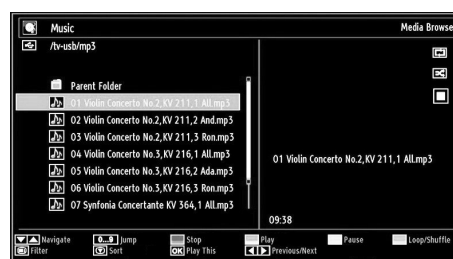 Music Media Browse
/tv-usb/mp3
Parent Folder
01 Violin Concerto No.2,KV 211,1 All.mp3
02 Violin Concerto No.2,KV 211,2 And.mp3
03 Violin Concerto No.2,KV 211,3 Ron.mp3
04 Violin Concerto No.3,KV 216,1 All.mp3
05 Violin Concerto No.3,KV 216,2 Ada.mp3
06 Violin Concerto No.3,KV 216,3 Ron.mp3
07 Synfonia Concertante KV 364,1 All.mp3
01 Violin Concerto No.2,KV 211,1 All.mp3
09:38
Navigate 0...9 Jump Stop Play Pause Loop/Shuffle
Filter Sort OK Play This Previous/Next